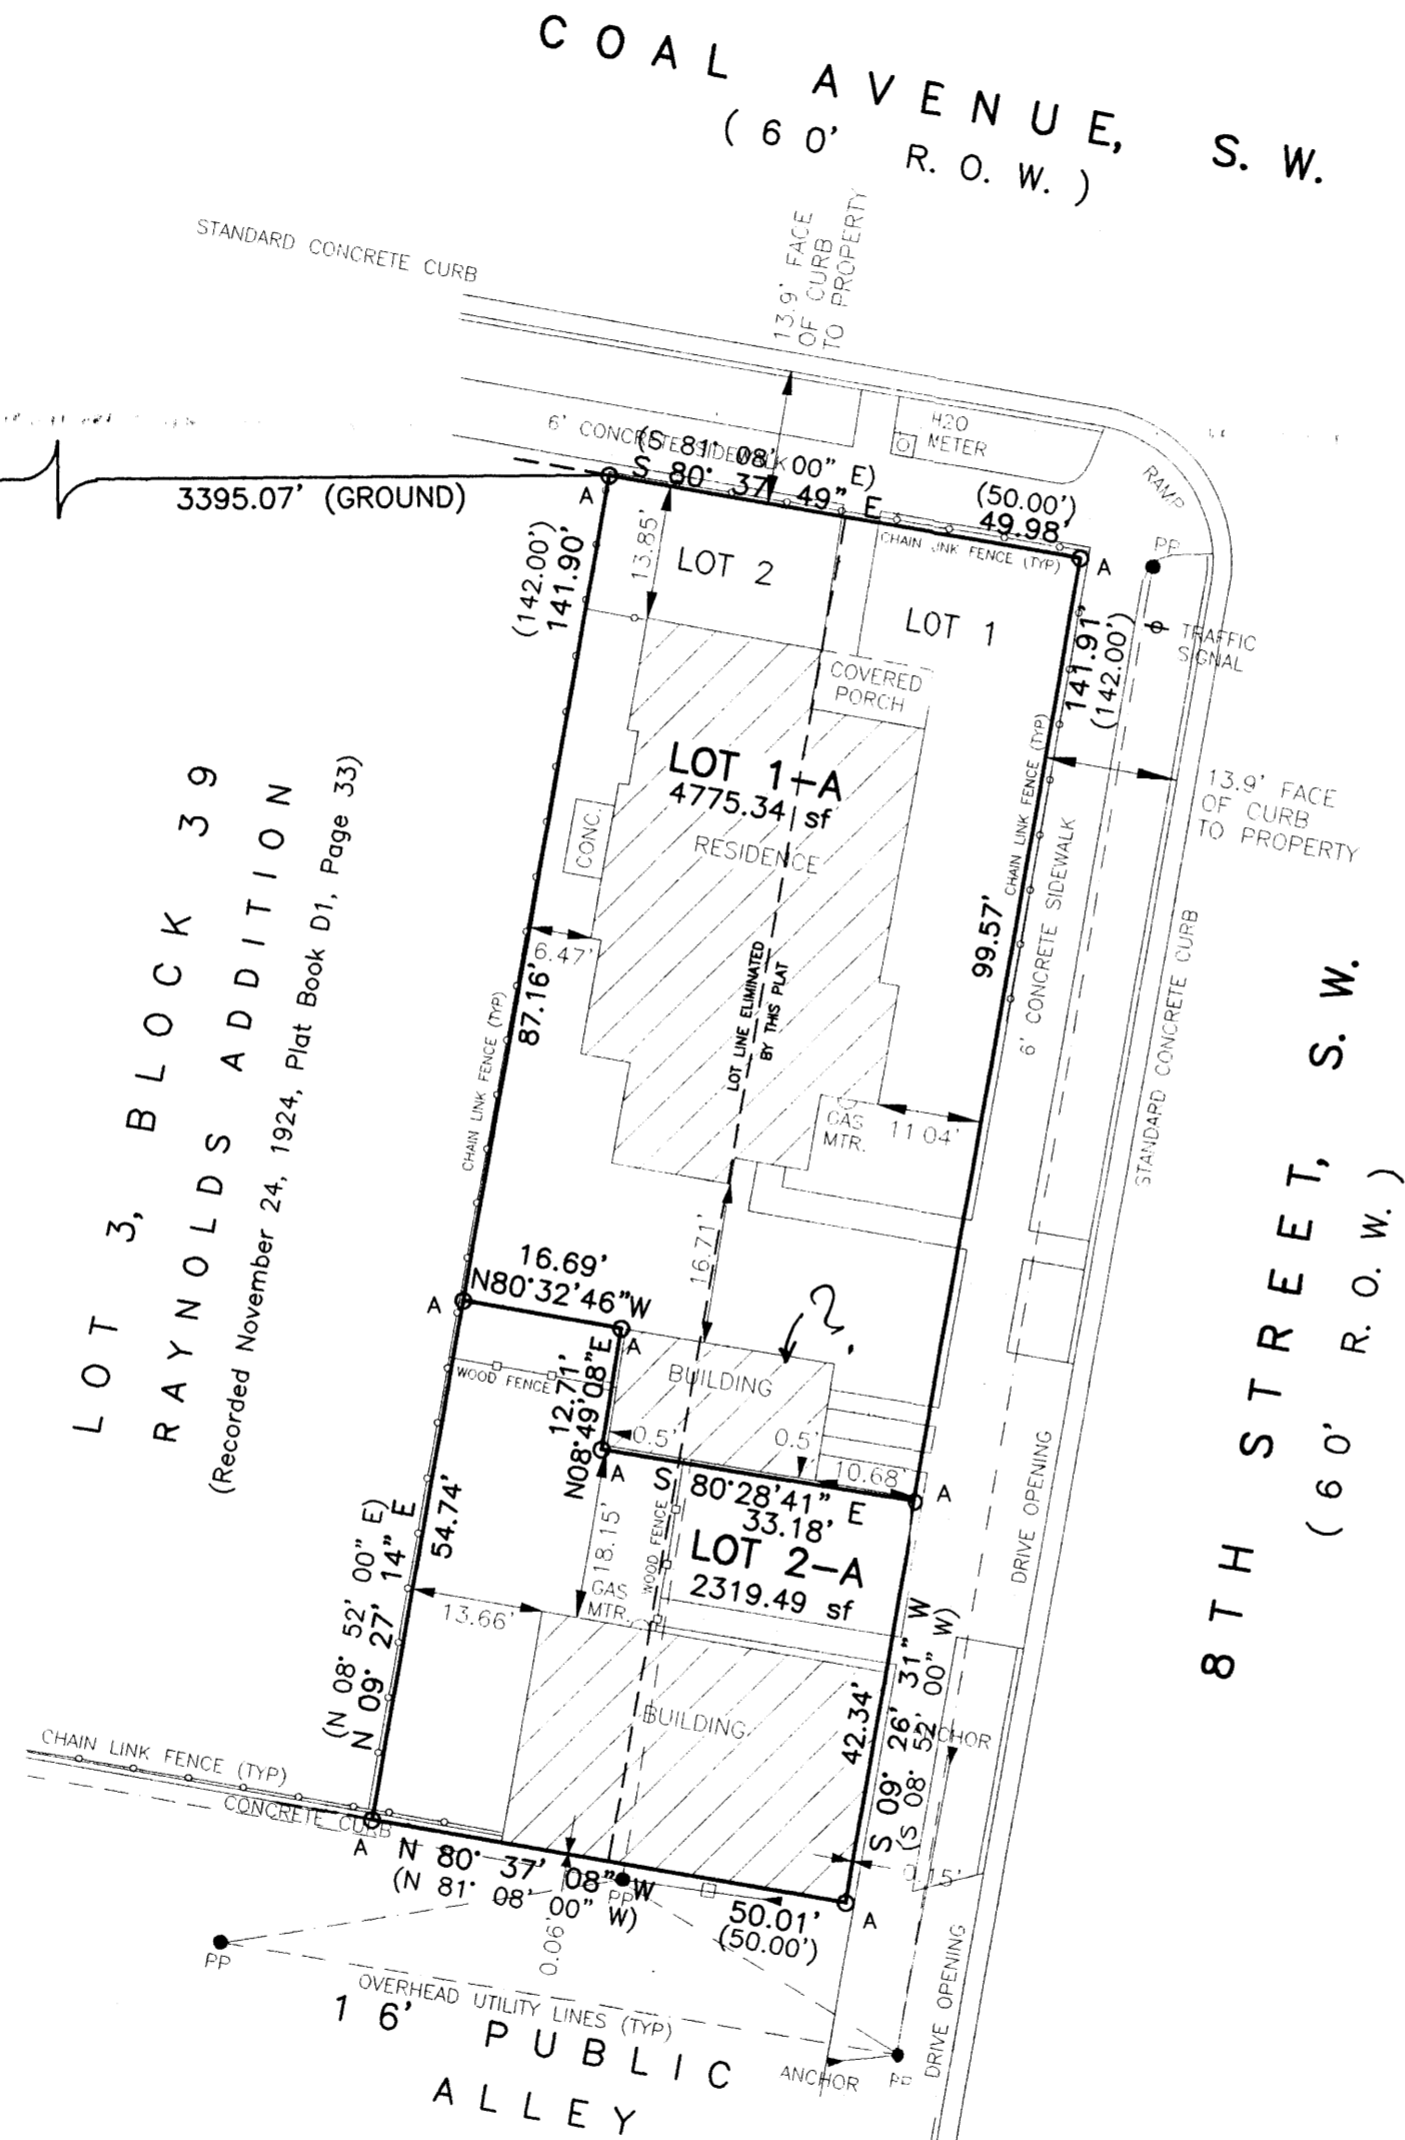 COAL AVENUE, S. W.
(60' R. O. W.)
STANDARD CONCRETE CURB
13.9' FACE
OF CURB
TO PROPERTY
H2O
METER
6' CONCRETE SIDEWALK
(S 81° 08' 00" E)
S 80° 37' 49" E
(50.00')
49.98'
RAMP
3395.07' (GROUND)
A
CHAIN LINK FENCE (TYP)
A
PP
(142.00')
141.90'
13.85'
LOT 2
LOT 1
141.91'
(142.00')
TRAFFIC
SIGNAL
COVERED
PORCH
LOT 1-A
4775.34 sf
RESIDENCE
CONC.
CHAIN LINK FENCE (TYP)
13.9' FACE
OF CURB
TO PROPERTY
LOT 3, BLOCK 39
RAYNOLDS ADDITION
(Recorded November 24, 1924, Plat Book D1, Page 33)
6.47'
87.16'
CHAIN LINK FENCE (TYP)
LOT LINE ELIMINATED
BY THIS PLAT
99.57'
6' CONCRETE SIDEWALK
STANDARD CONCRETE CURB
8TH STREET, S. W.
(60' R. O. W.)
GAS
MTR.
11.04'
16.71'
16.69'
N80°32'46"W
A
A
?
BUILDING
WOOD FENCE
12.71'
N08°49'08"E
0.5'
0.5'
10.68'
A
A
S 80°28'41" E
33.18'
LOT 2-A
2319.49 sf
WOOD FENCE
18.15'
GAS
MTR.
DRIVE OPENING
54.74'
(N 08° 52' 00" E)
N 09° 27' 14" E
13.66'
BUILDING
42.34'
S 09° 26' 31" W
(S 08° 52' 00" W)
ANCHOR
0.15'
CHAIN LINK FENCE (TYP)
CONCRETE CURB
A
N 80° 37' 08" W
(N 81° 08' 00" W)
PP
50.01'
(50.00')
A
0.06'
PP
OVERHEAD UTILITY LINES (TYP)
16' PUBLIC
ALLEY
ANCHOR
PP
DRIVE OPENING